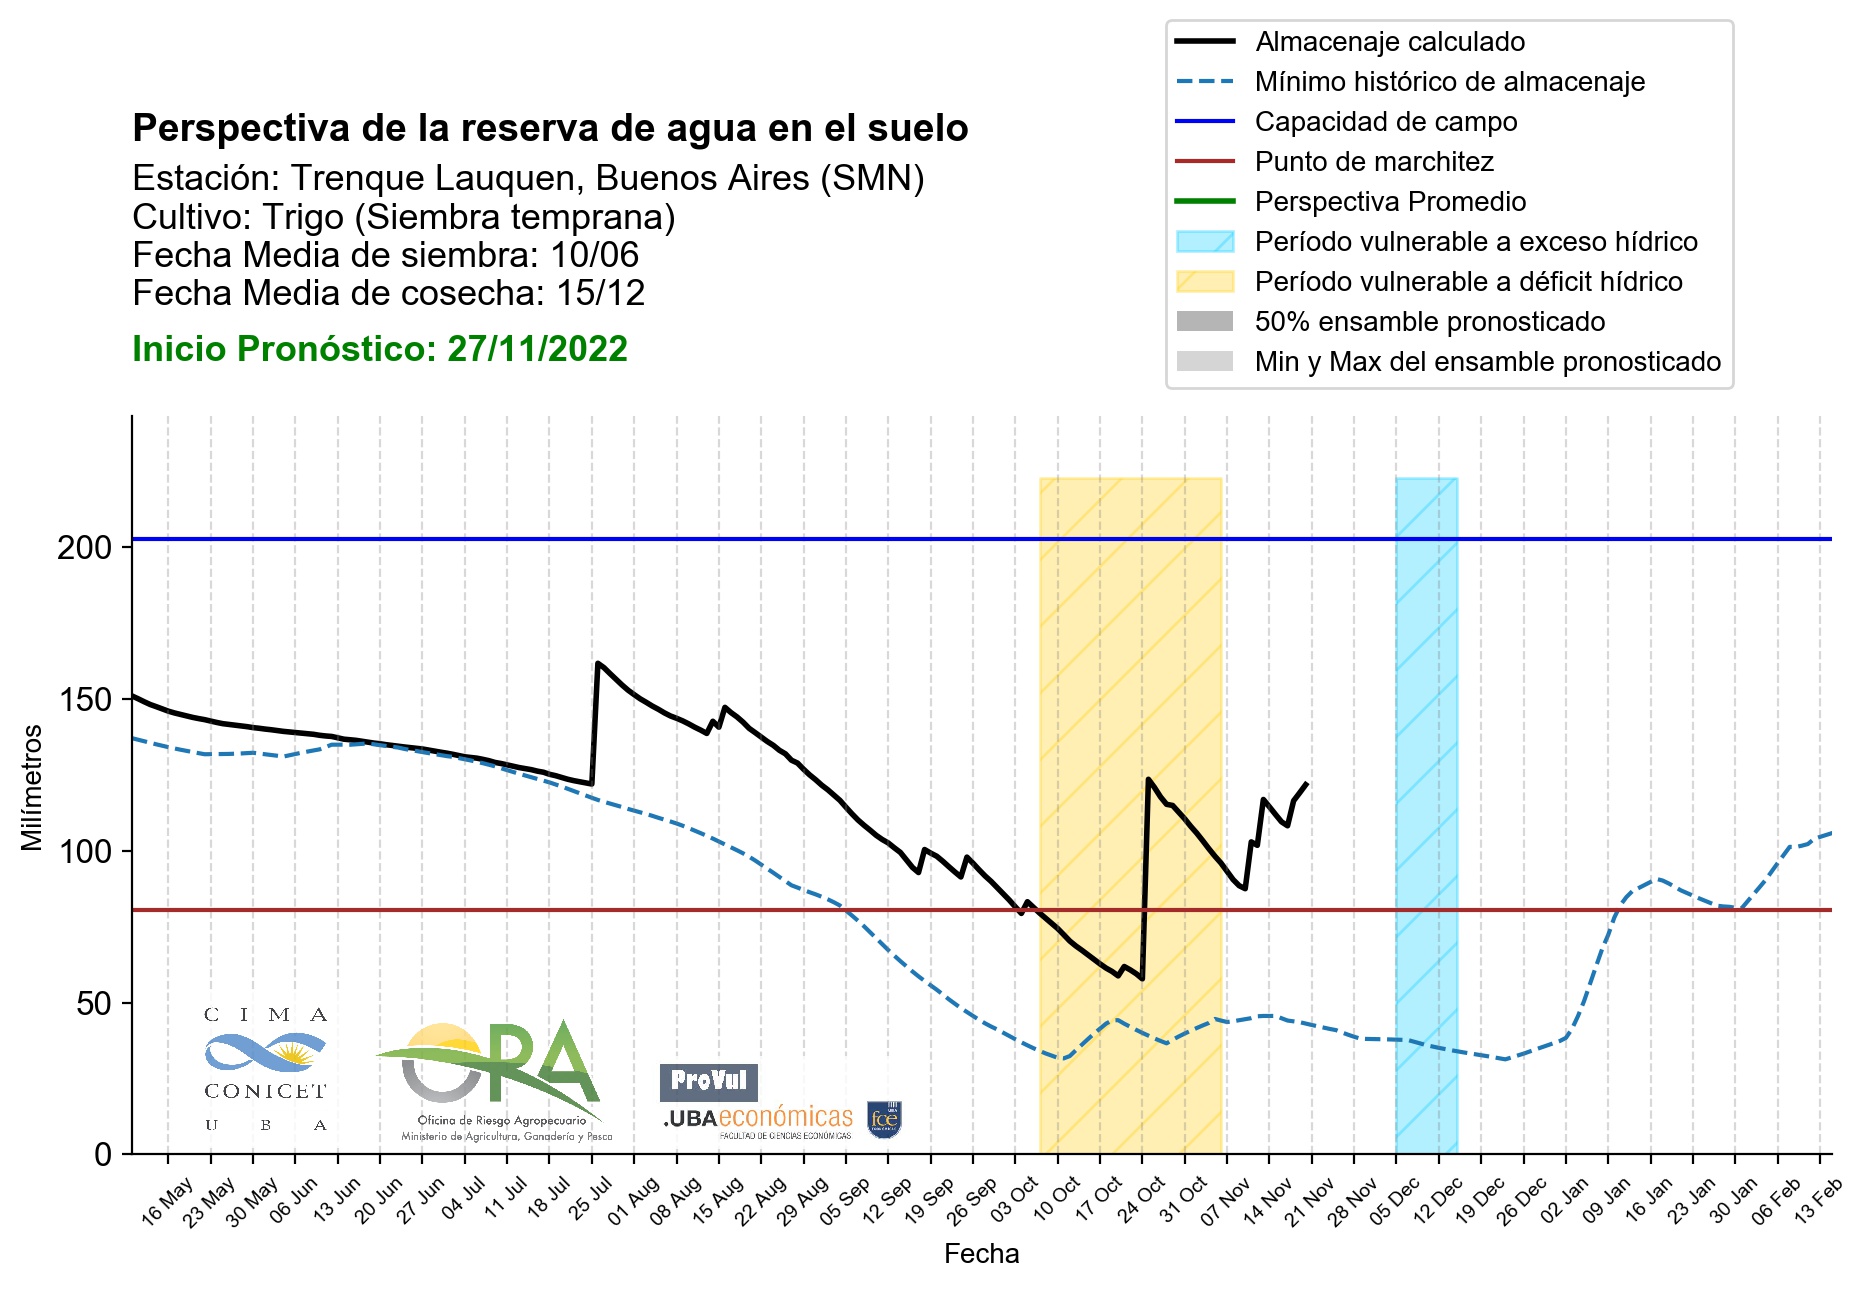 Almacenaje calculado
Mínimo histórico de almacenaje
Capacidad de campo
Punto de marchitez
Perspectiva Promedio
Período vulnerable a exceso hídrico
Período vulnerable a déficit hídrico
50% ensamble pronosticado
Min y Max del ensamble pronosticado
Perspectiva de la reserva de agua en el suelo
Estación: Trenque Lauquen, Buenos Aires (SMN)
Cultivo: Trigo (Siembra temprana)
Fecha Media de siembra: 10/06
Fecha Media de cosecha: 15/12
Inicio Pronóstico: 27/11/2022
200
150
100
50
0
Milímetros
CIMA
CONICET
UBA
ORA
Oficina de Riesgo Agropecuario
Ministerio de Agricultura, Ganadería y Pesca
ProVul
.UBAeconómicas
FACULTAD DE CIENCIAS ECONÓMICAS
UBA
fce
16 May
23 May
30 May
06 Jun
13 Jun
20 Jun
27 Jun
04 Jul
11 Jul
18 Jul
25 Jul
01 Aug
08 Aug
15 Aug
22 Aug
29 Aug
05 Sep
12 Sep
19 Sep
26 Sep
03 Oct
10 Oct
17 Oct
24 Oct
31 Oct
07 Nov
14 Nov
21 Nov
28 Nov
05 Dec
12 Dec
19 Dec
26 Dec
02 Jan
09 Jan
16 Jan
23 Jan
30 Jan
06 Feb
13 Feb
Fecha